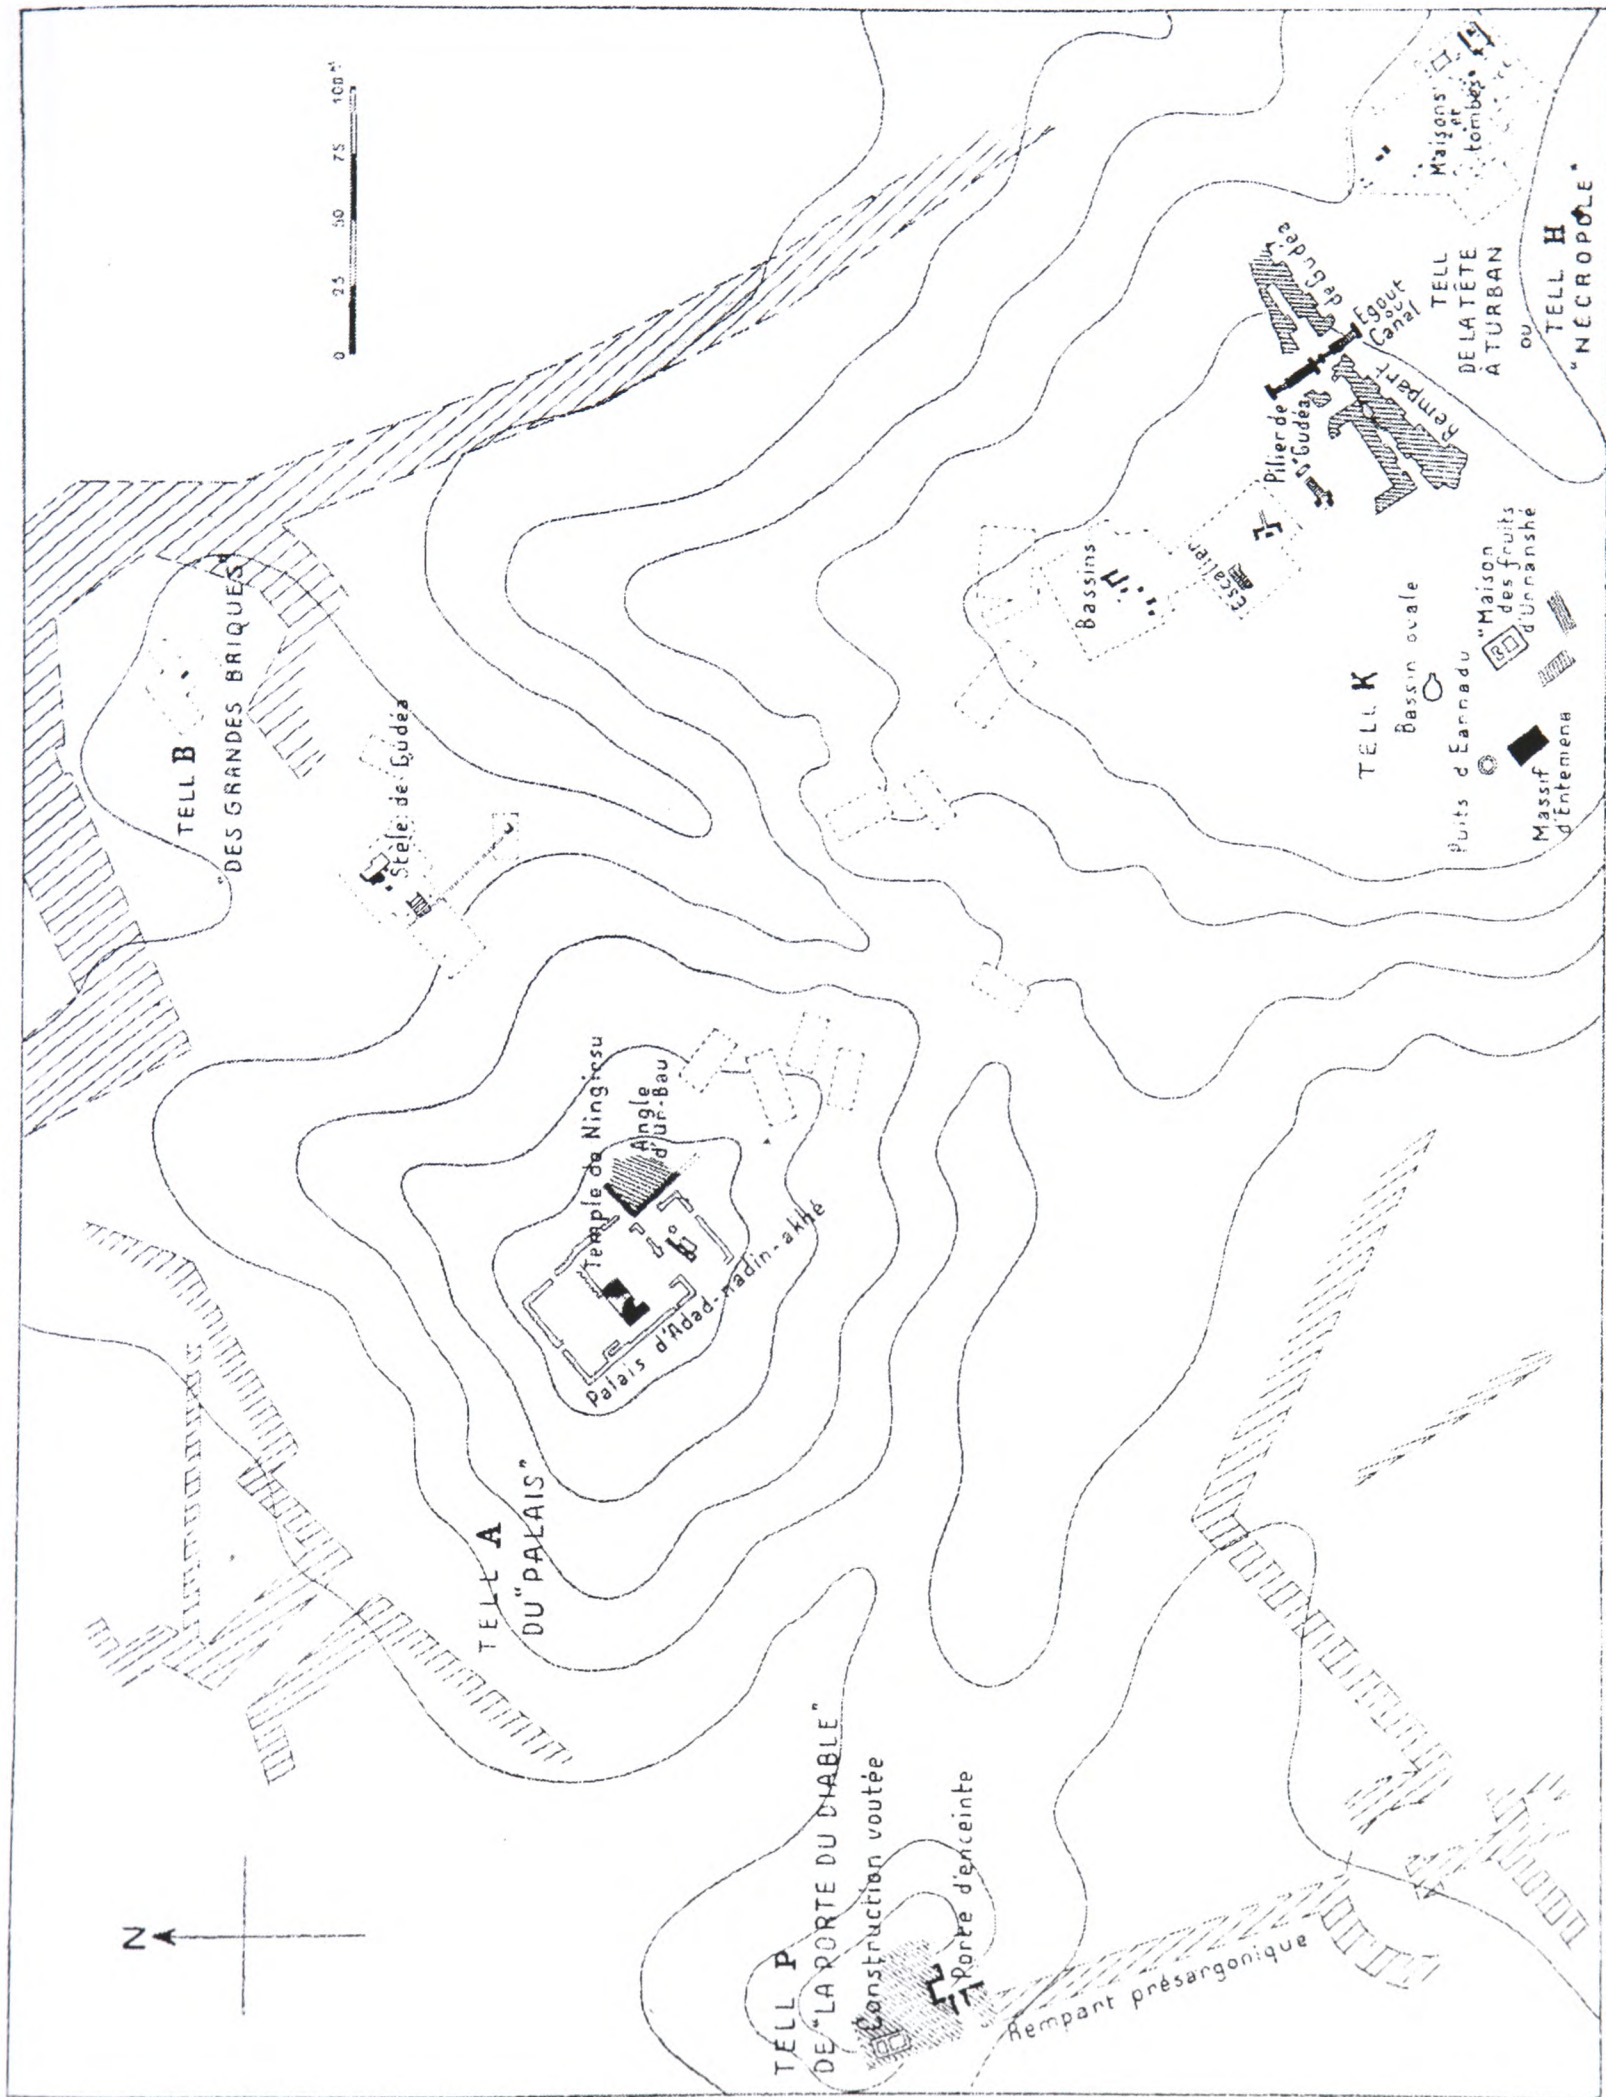 N
0 25 50 75 100 M
TELL B
"DES GRANDES BRIQUES"
Stèle de Gudéa
TELL A
DU "PALAIS"
Temple de Ningirsu
Angle
d'Ur-Bau
Palais d'Adad-nadin-akhé
TELL P
DE "LA PORTE DU DIABLE"
Construction voutée
Porte d'enceinte
Rempart présargonique
Bassins
Escalier
Pilier de
Gudéa
Rempart de Gudéa
Egout
ou
Canal
Maisons
et
tombes
TELL
DE LA TÊTE
À TURBAN
OU
TELL H
"NÉCROPOLE"
TELL K
Bassin ovale
Puits d'Eannadu
"Maison
des fruits
d'Urnanshé
Massif
d'Entemena